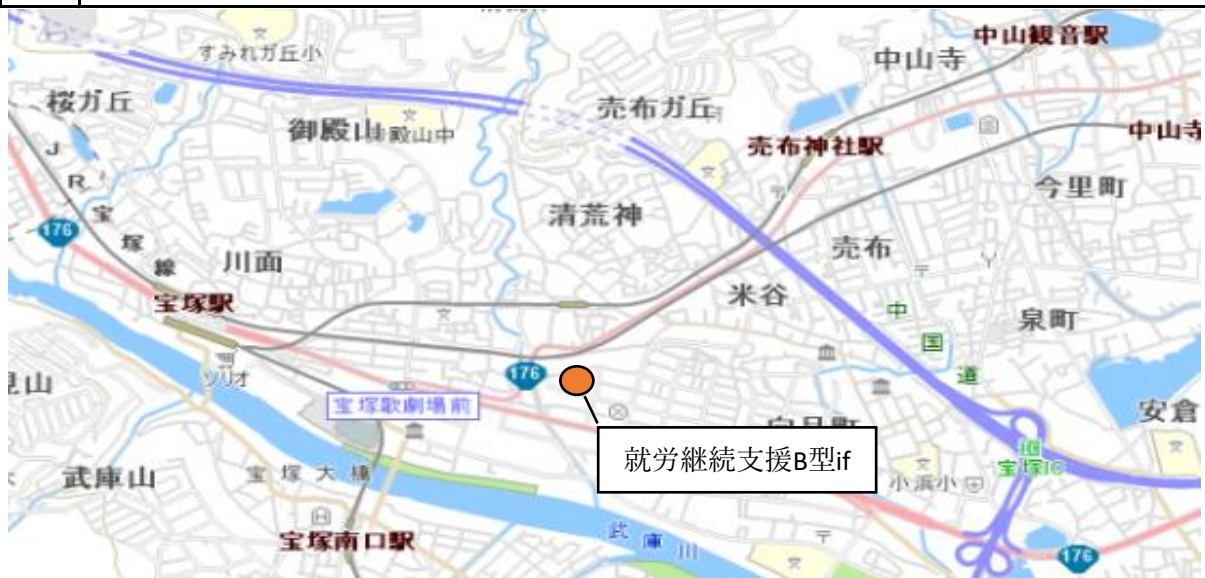 中山観音駅
すみれガ丘小
中山寺
桜ガ丘
売布ガ丘
御殿山
殿山中
売布神社駅
中山寺
今里町
JR宝塚線
清荒神
176
川面
売布
宝塚駅
米谷
中国道
泉町
ソリオ
176
宝塚歌劇場前
見山
安倉
就労継続支援B型if
宝塚IC
武庫山
宝塚大橋
小浜小
宝塚南口駅
武庫川
176